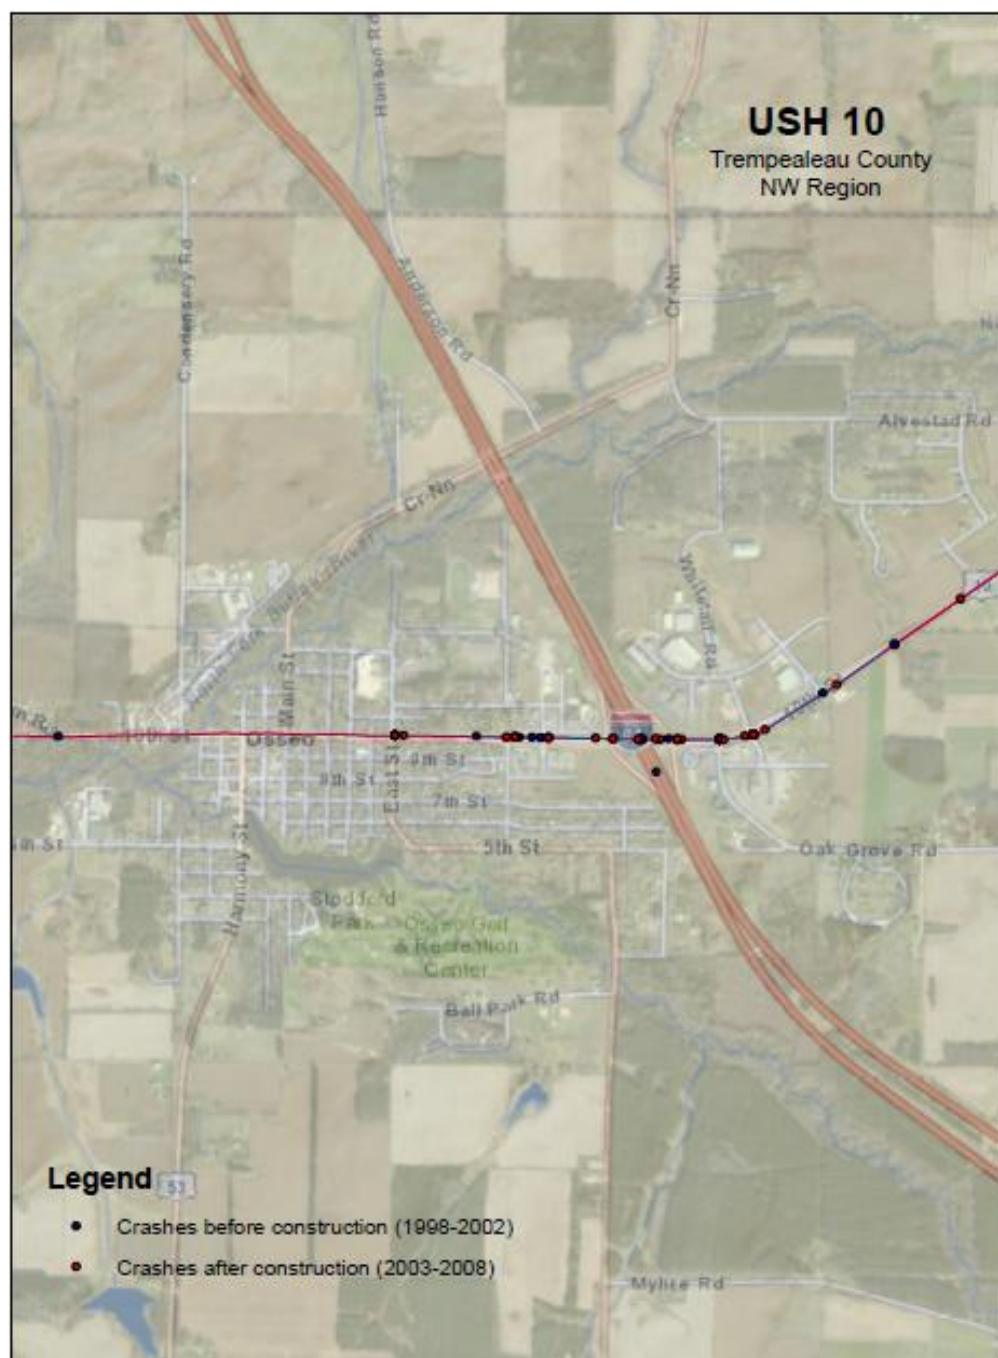 Hanson Rd
USH 10
Trempealeau County
NW Region
Condensery Rd
Anderson Rd
Cr-Nn
Alvestad Rd
Cr-Nn
Whitetail Rd
Main St
10th St
Osseo
9th St
8th St
East St
7th St
5th St
Oak Grove Rd
Harmony St
Stoddard
Park
Osseo Golf
& Recreation
Center
Ball Park Rd
Legend
53
Crashes before construction (1998-2002)
Crashes after construction (2003-2008)